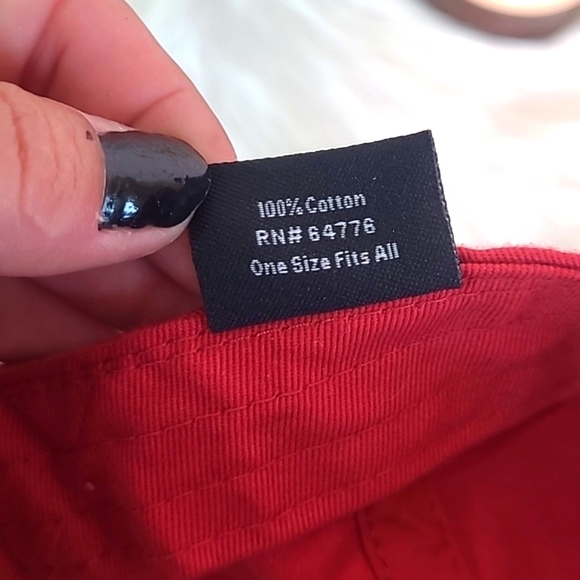 100% Cotton
RN# 64776
One Size Fits All